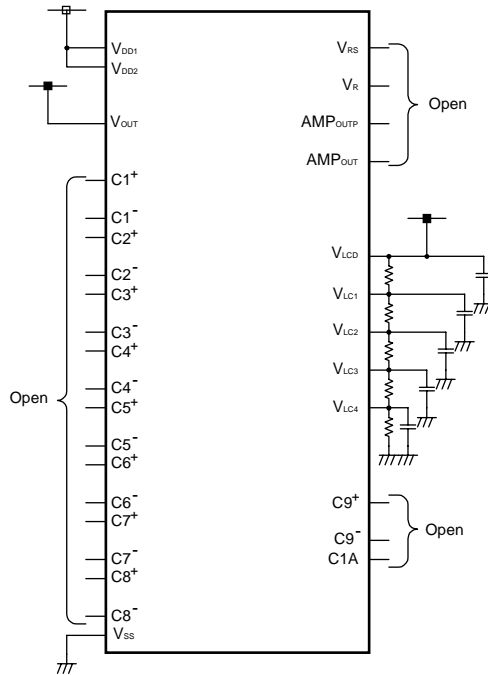 VDD1
VDD2
VOUT
C1+
C1-
C2+
C2-
C3+
C3-
C4+
C4-
C5+
C5-
C6+
C6-
C7+
C7-
C8+
C8-
VSS
Open
VRS
VR
AMPOUTP
AMPOUT
Open
VLCD
VLC1
VLC2
VLC3
VLC4
C9+
C9-
C1A
Open